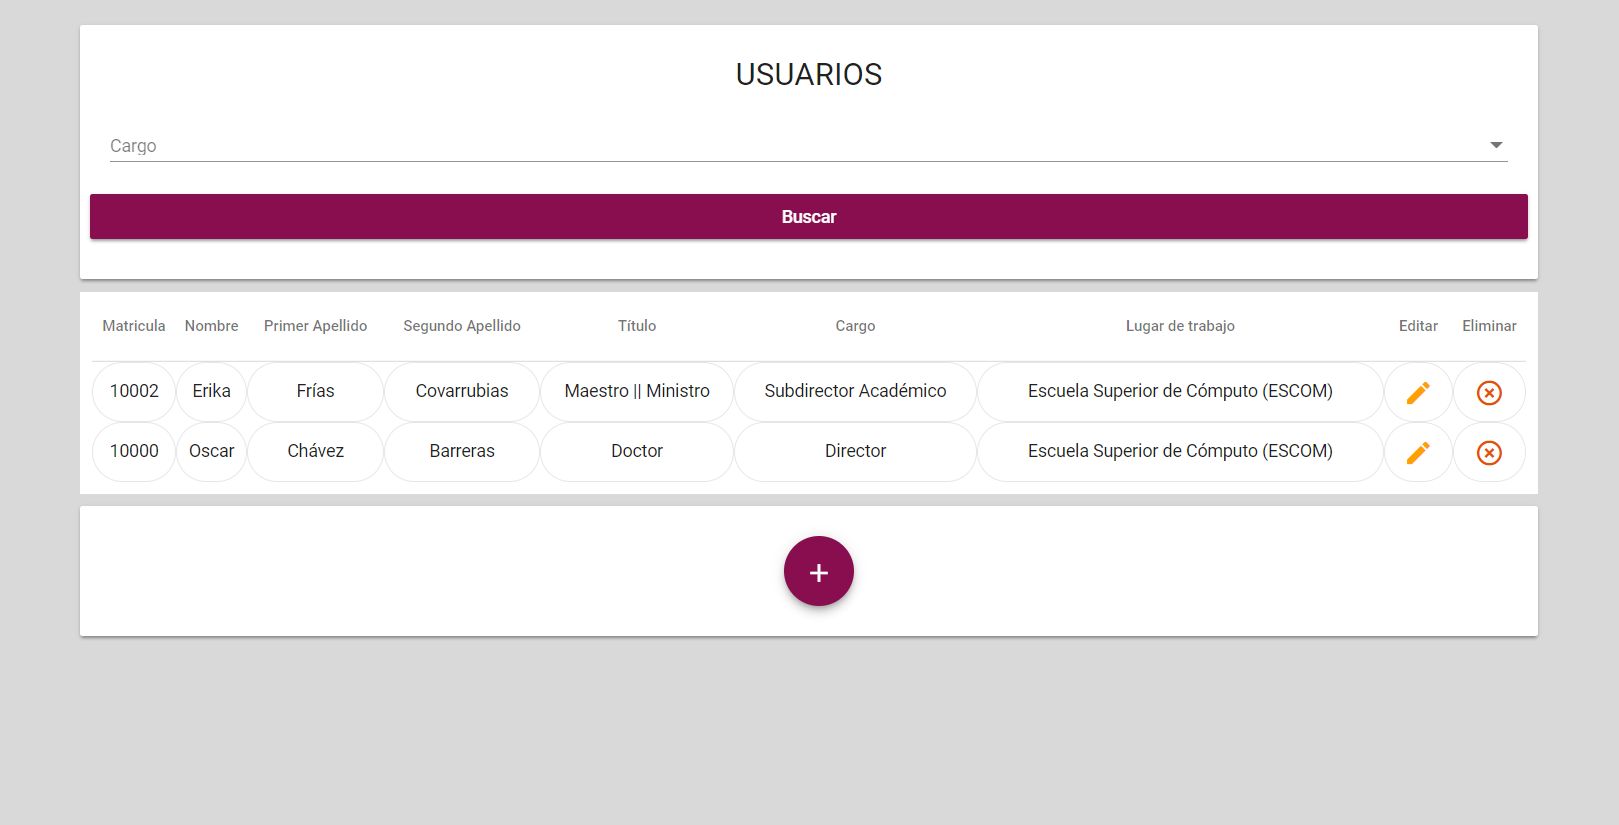 USUARIOS
Cargo
Buscar
Matricula Nombre Primer Apellido Segundo Apellido Título Cargo Lugar de trabajo Editar Eliminar
10002 Erika Frías Covarrubias Maestro || Ministro Subdirector Académico Escuela Superior de Cómputo (ESCOM)
10000 Oscar Chávez Barreras Doctor Director Escuela Superior de Cómputo (ESCOM)
+